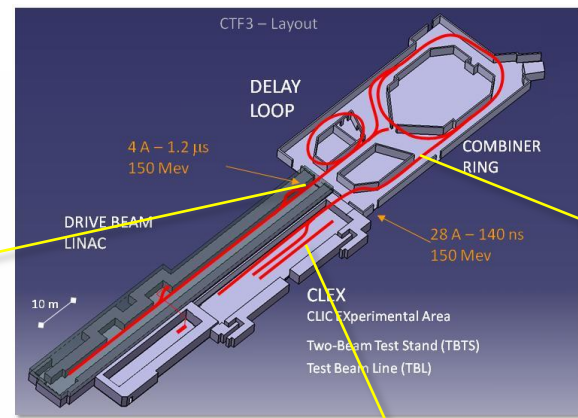 CTF3 – Layout
DELAY
LOOP
4 A – 1.2 μs
150 Mev
COMBINER
RING
DRIVE BEAM
LINAC
28 A – 140 ns
150 Mev
10 m
CLEX
CLIC EXperimental Area
Two-Beam Test Stand (TBTS)
Test Beam Line (TBL)